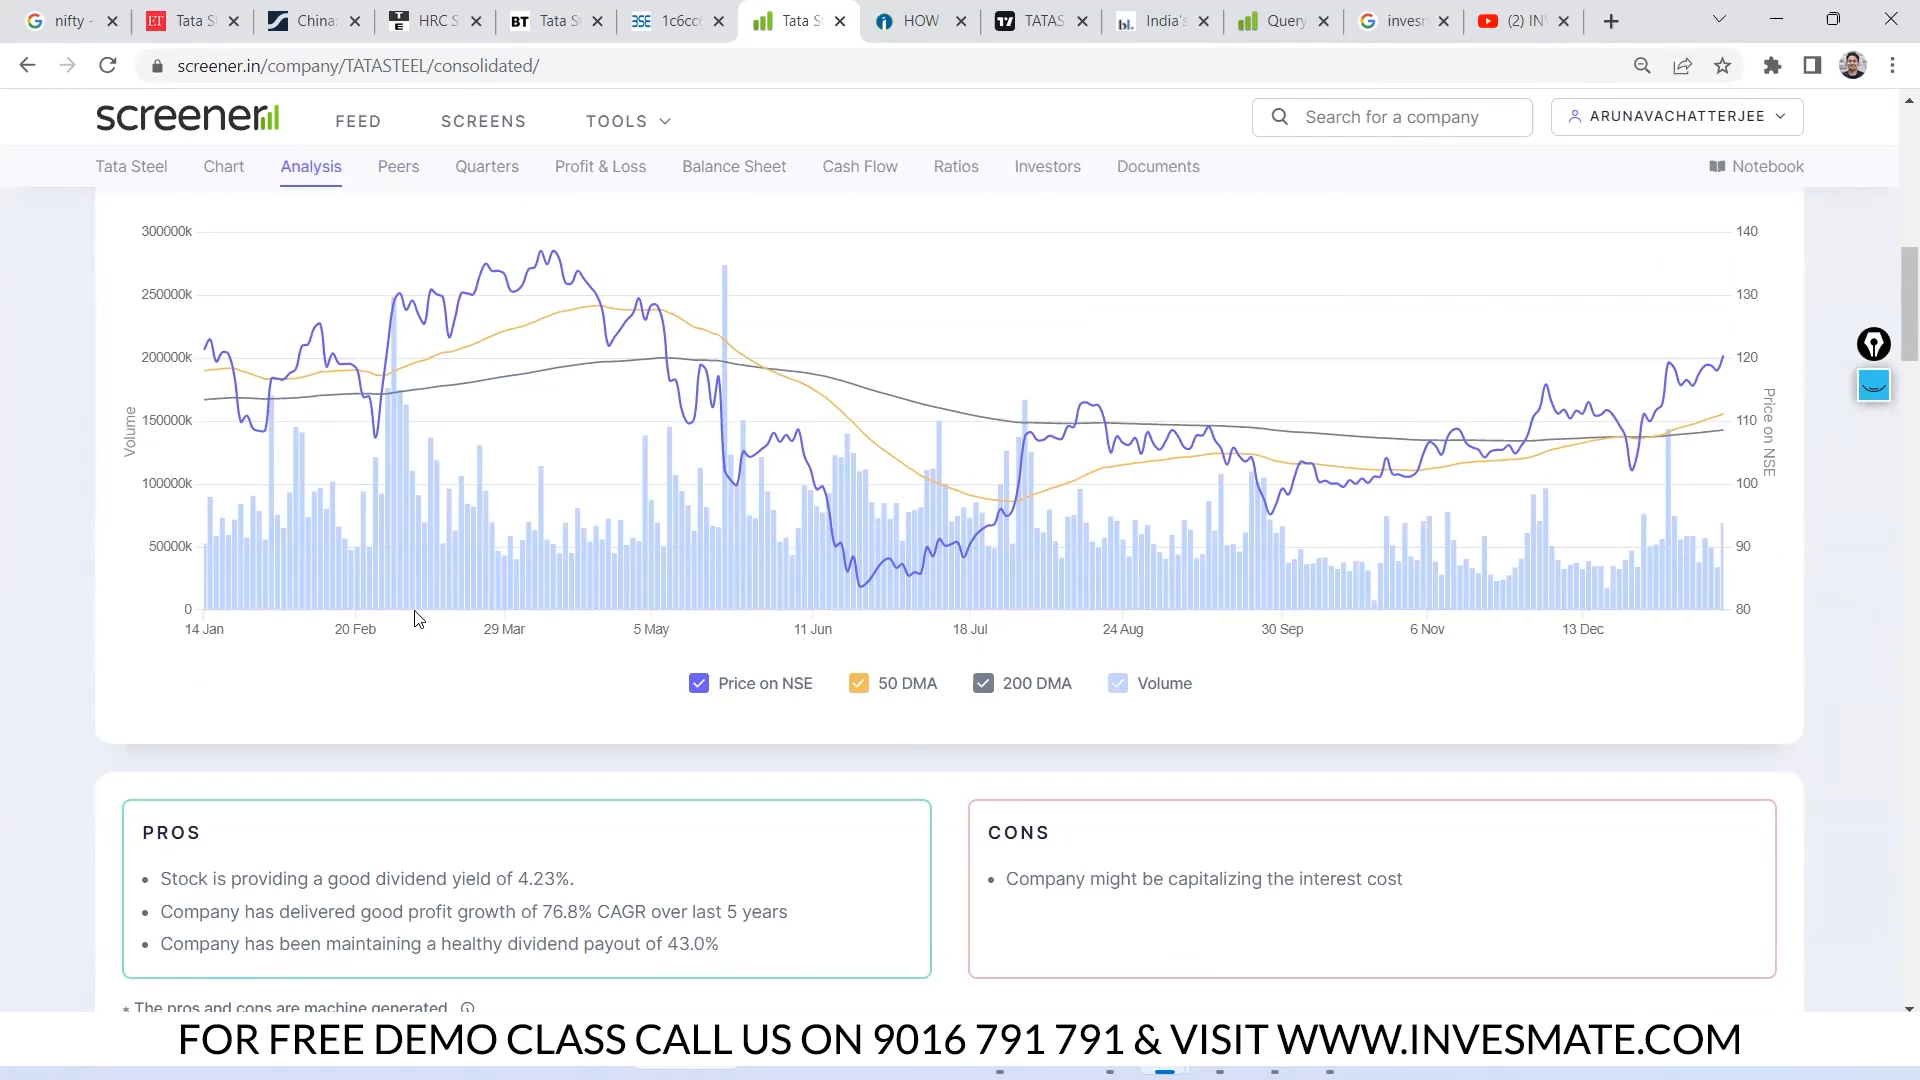 nifty -
ET Tata S
China:
TE HRC S
BT Tata S
BSE 1c6cc
Tata S
HOW
TATAS
bl. India's
Query
invesm
(2) IN
screener.in/company/TATASTEEL/consolidated/
screener FEED SCREENS TOOLS Search for a company ARUNAVACHATTERJEE
Tata Steel Chart Analysis Peers Quarters Profit & Loss Balance Sheet Cash Flow Ratios Investors Documents Notebook
300000k 140
250000k 130
200000k 120
150000k 110
100000k 100
50000k 90
0 80
Volume
Price on NSE
14 Jan 20 Feb 29 Mar 5 May 11 Jun 18 Jul 24 Aug 30 Sep 6 Nov 13 Dec
Price on NSE 50 DMA 200 DMA Volume
PROS
• Stock is providing a good dividend yield of 4.23%.
• Company has delivered good profit growth of 76.8% CAGR over last 5 years
• Company has been maintaining a healthy dividend payout of 43.0%
CONS
• Company might be capitalizing the interest cost
* The pros and cons are machine generated.
FOR FREE DEMO CLASS CALL US ON 9016 791 791 & VISIT WWW.INVESMATE.COM